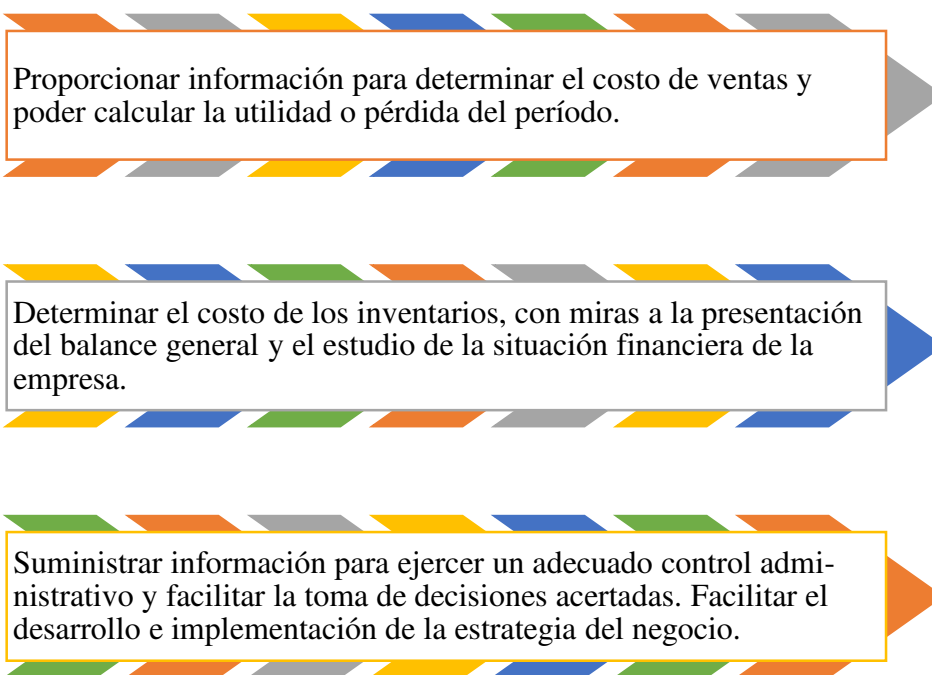 Proporcionar información para determinar el costo de ventas y
poder calcular la utilidad o pérdida del período.
Determinar el costo de los inventarios, con miras a la presentación
del balance general y el estudio de la situación financiera de la
empresa.
Suministrar información para ejercer un adecuado control admi-
nistrativo y facilitar la toma de decisiones acertadas. Facilitar el
desarrollo e implementación de la estrategia del negocio.